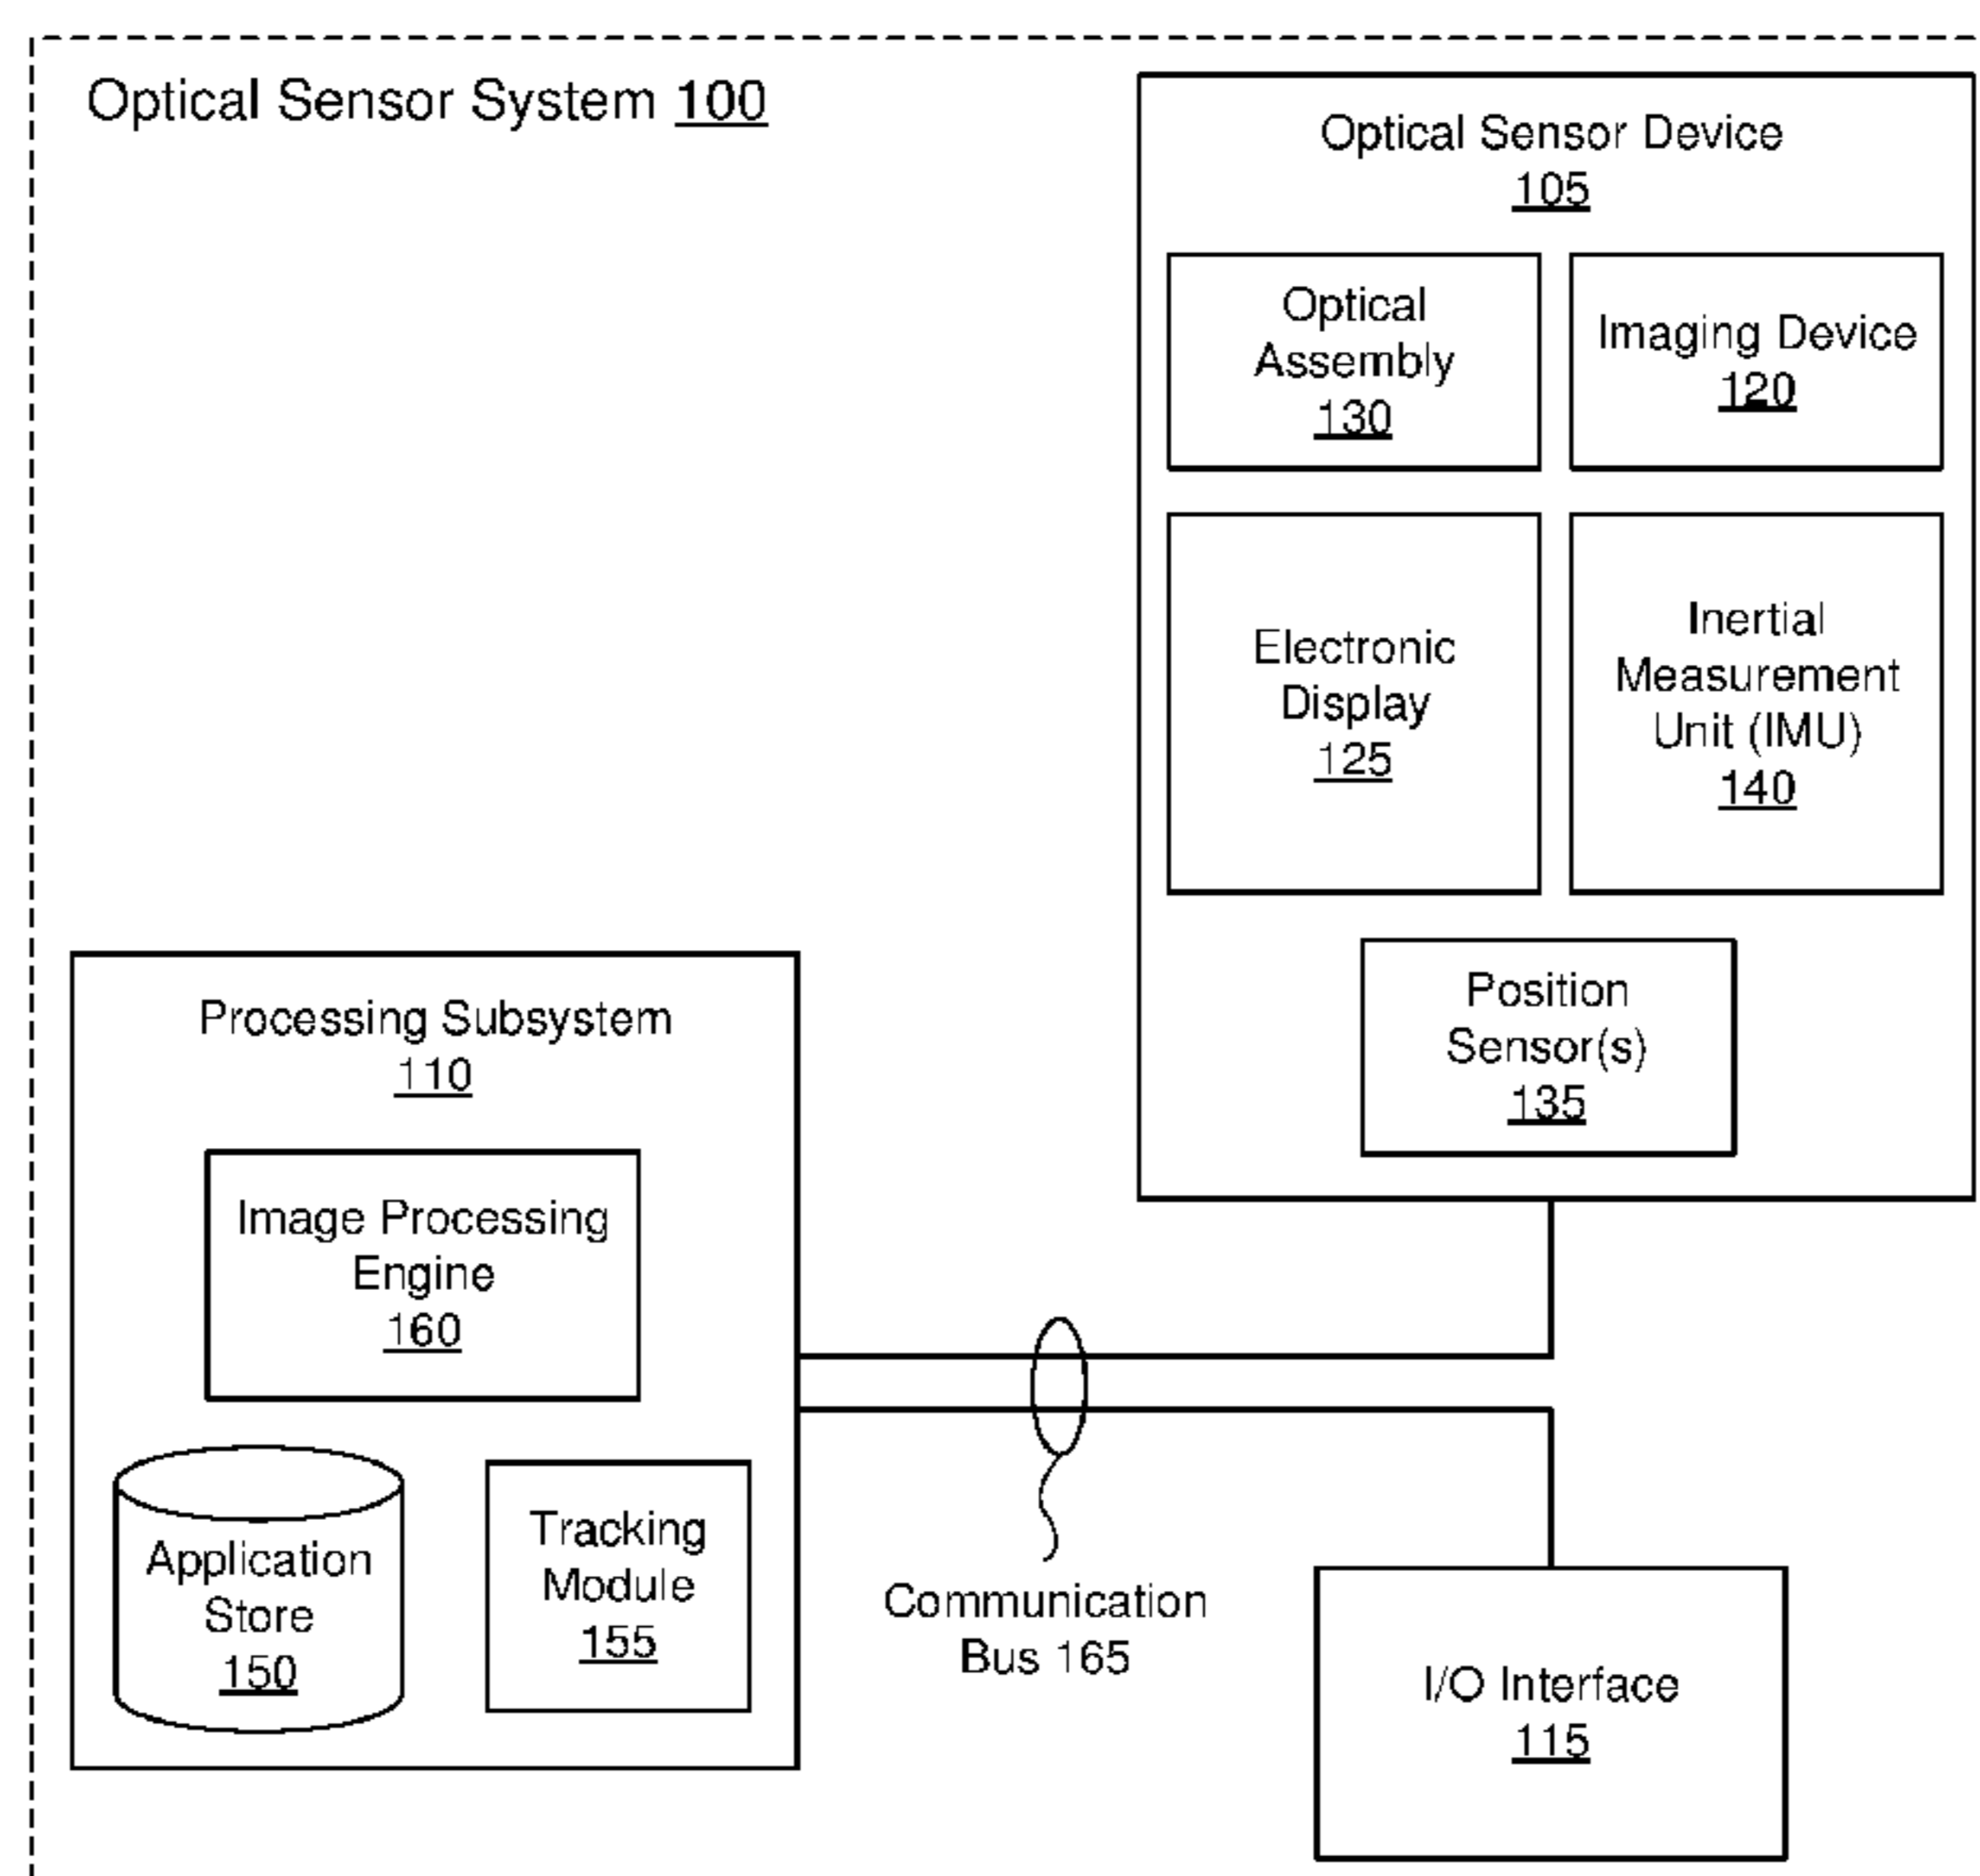 Optical Sensor System 100
Optical Sensor Device
105
Optical
Assembly
130
Imaging Device
120
Electronic
Display
125
Inertial
Measurement
Unit (IMU)
140
Position
Sensor(s)
135
Processing Subsystem
110
Image Processing
Engine
160
Application
Store
150
Tracking
Module
155
Communication
Bus 165
I/O Interface
115